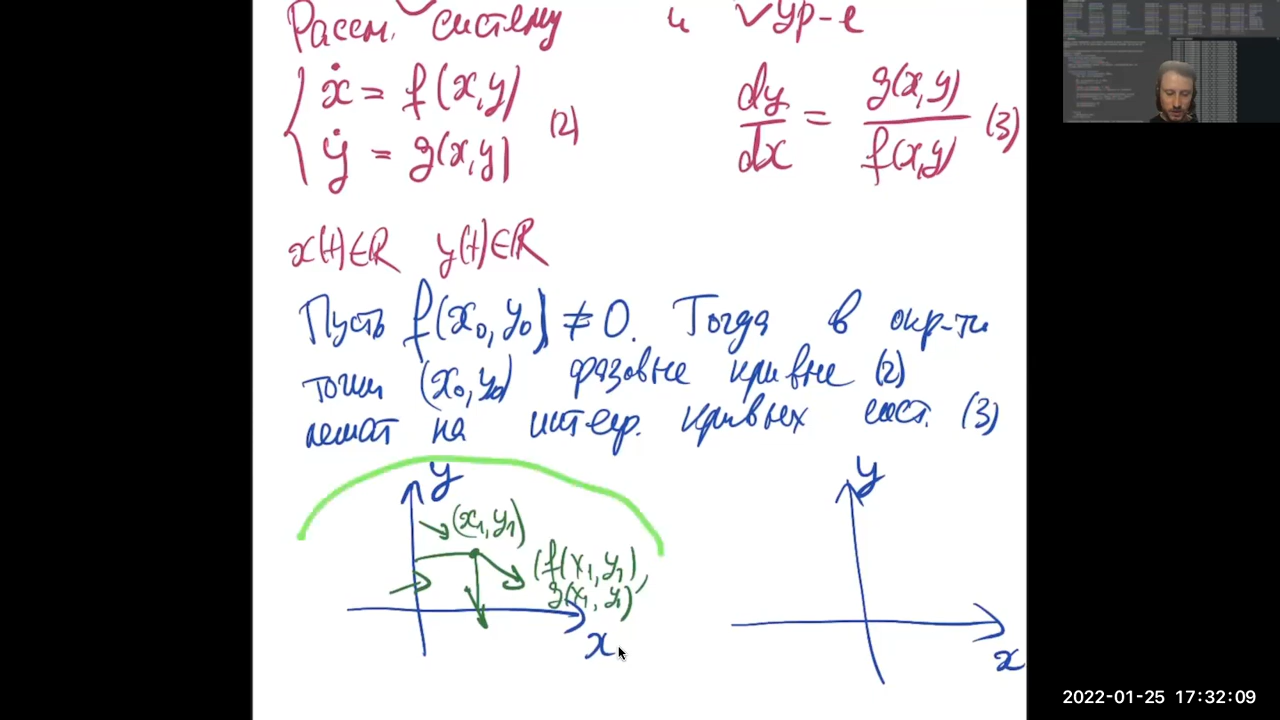 Рассм. систему и ур-е
{ ẋ = f(x,y)
ẏ = g(x,y) (2)
dy/dx = g(x,y)/f(x,y) (3)
x(t)∈ℝ y(t)∈ℝ
Пусть f(x₀,y₀) ≠ 0. Тогда в окр-ти
точки (x₀,y₀) фазовые кривые (2)
лежат на интегр. кривых сист. (3)
y
(x₁,y₁)
(f(x₁,y₁),
g(x₁,y₁))
x
y
x
2022-01-25 17:32:09